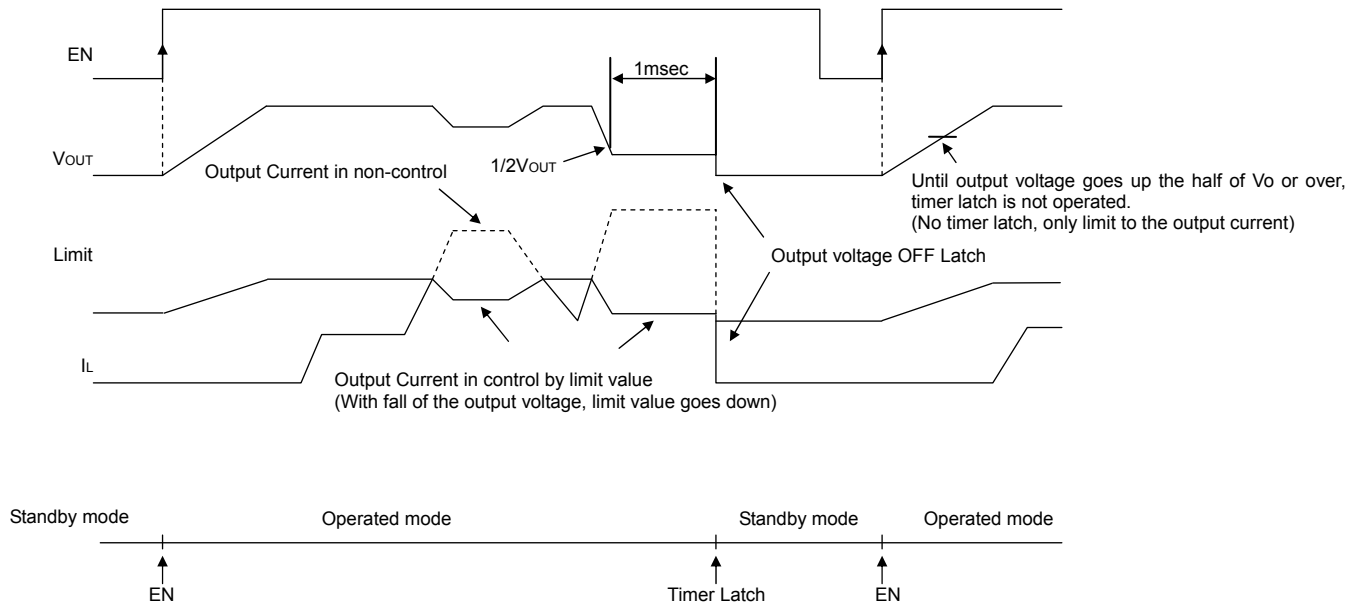 EN
1msec
VOUT
1/2VOUT
Output Current in non-control
Until output voltage goes up the half of Vo or over,
timer latch is not operated.
(No timer latch, only limit to the output current)
Limit
Output voltage OFF Latch
IL
Output Current in control by limit value
(With fall of the output voltage, limit value goes down)
Standby mode
Operated mode
Standby mode
Operated mode
EN
Timer Latch
EN